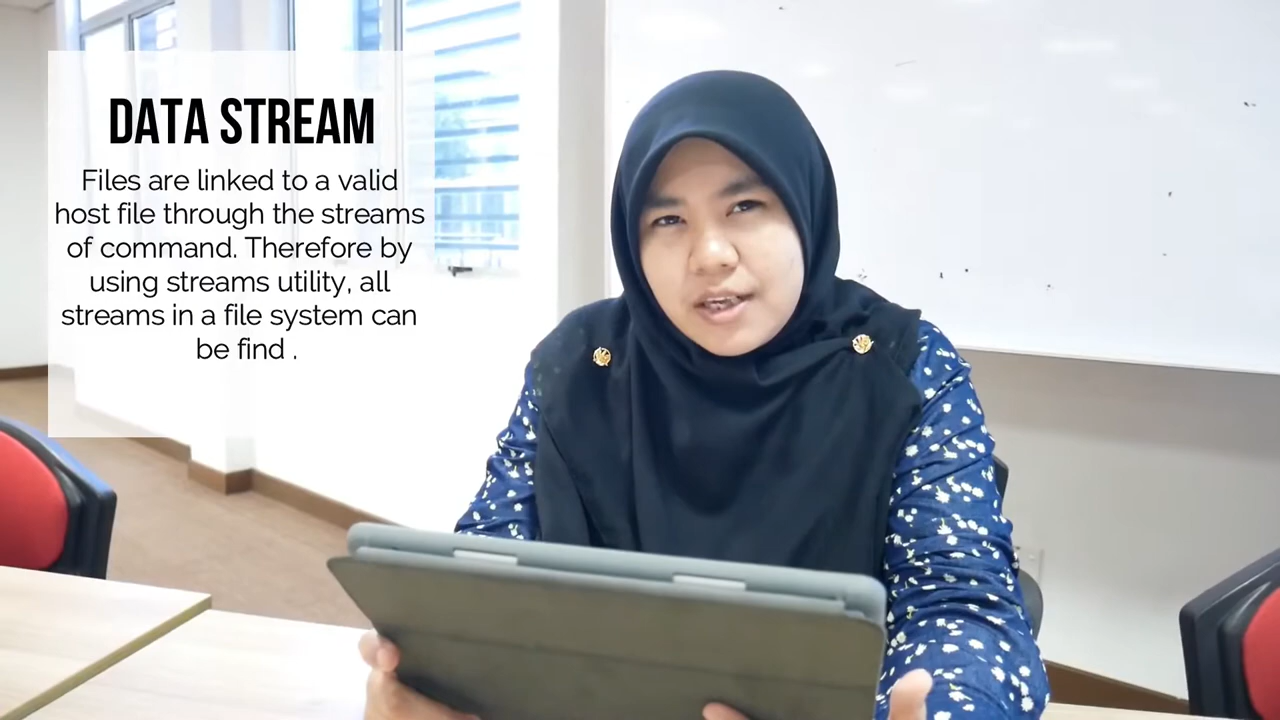 DATA STREAM
Files are linked to a valid
host file through the streams
of command. Therefore by
using streams utility, all
streams in a file system can
be find .